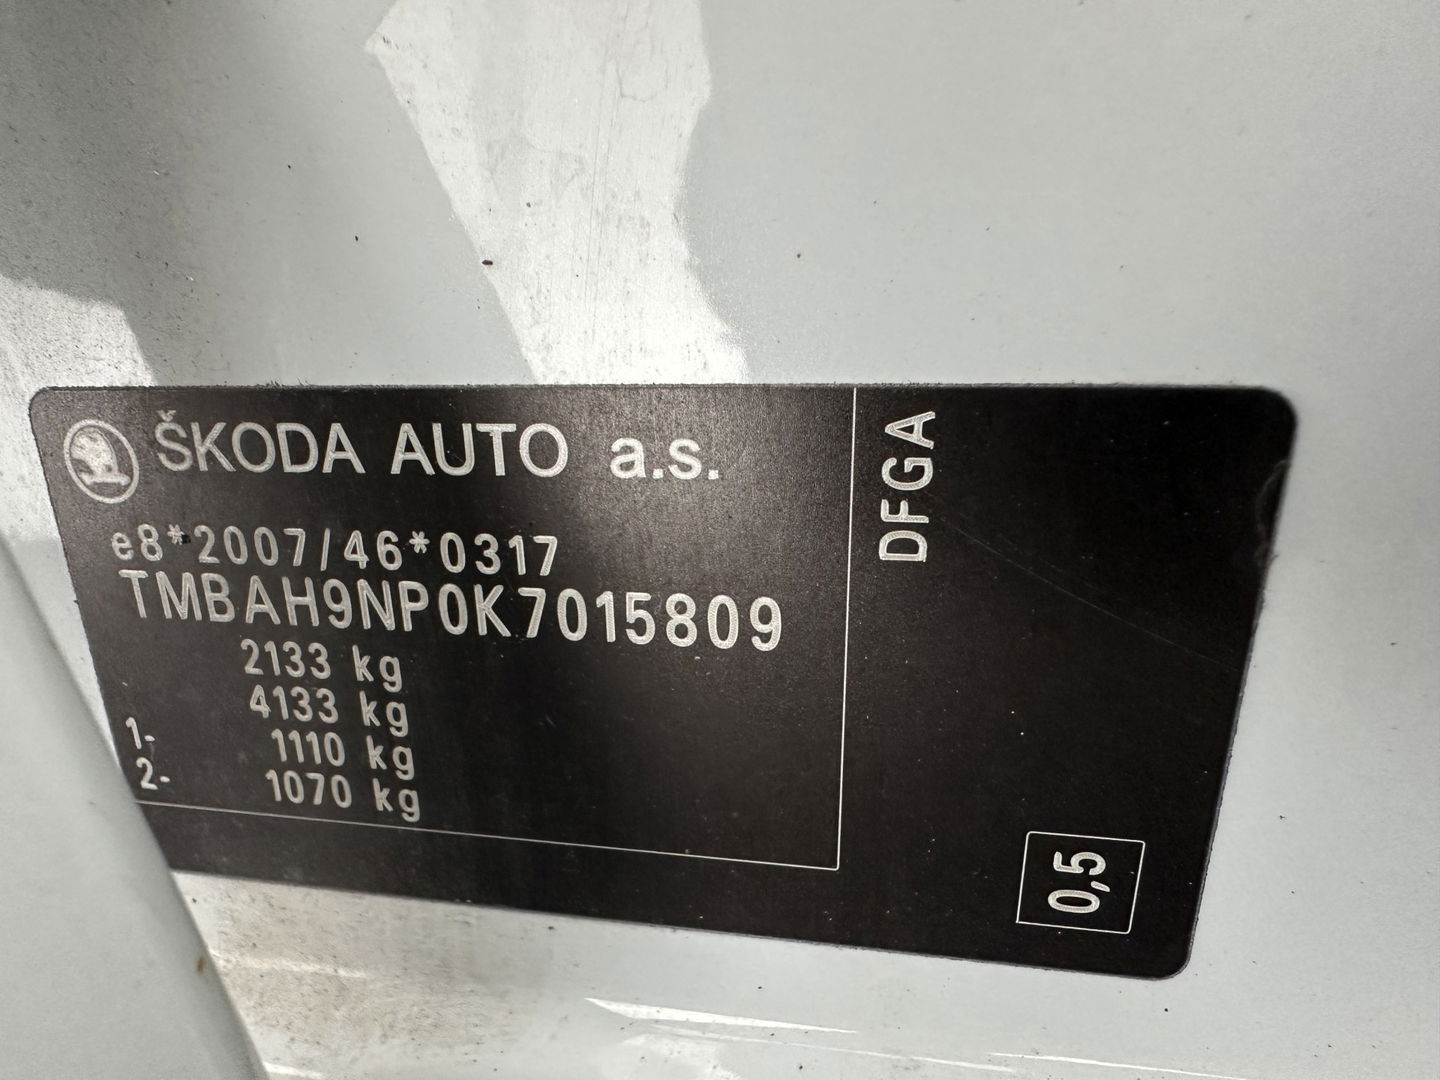 ŠKODA AUTO a.s.
e8*2007/46*0317
TMBAH9NP0K7015809
2133 kg
4133 kg
1- 1110 kg
2- 1070 kg
DFGA
0,5